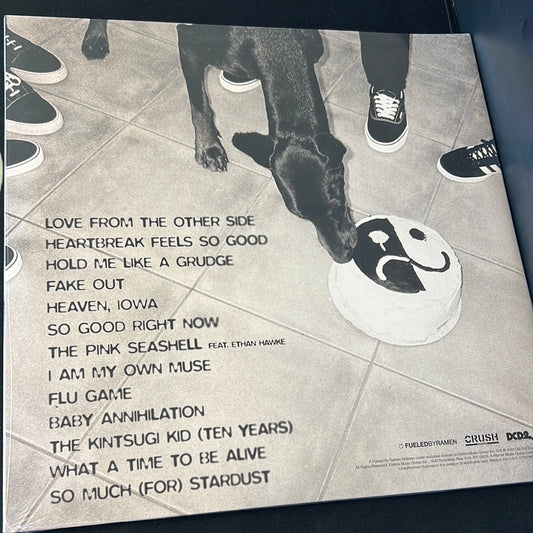 LOVE FROM THE OTHER SIDE
HEARTBREAK FEELS SO GOOD
HOLD ME LIKE A GRUDGE
FAKE OUT
HEAVEN, IOWA
SO GOOD RIGHT NOW
THE PINK SEASHELL FEAT. ETHAN HAWKE
I AM MY OWN MUSE
FLU GAME
BABY ANNIHILATION
THE KINTSUGI KID (TEN YEARS)
WHAT A TIME TO BE ALIVE
SO MUCH (FOR) STARDUST
FUELEDBYRAMEN CRUSH DCD2